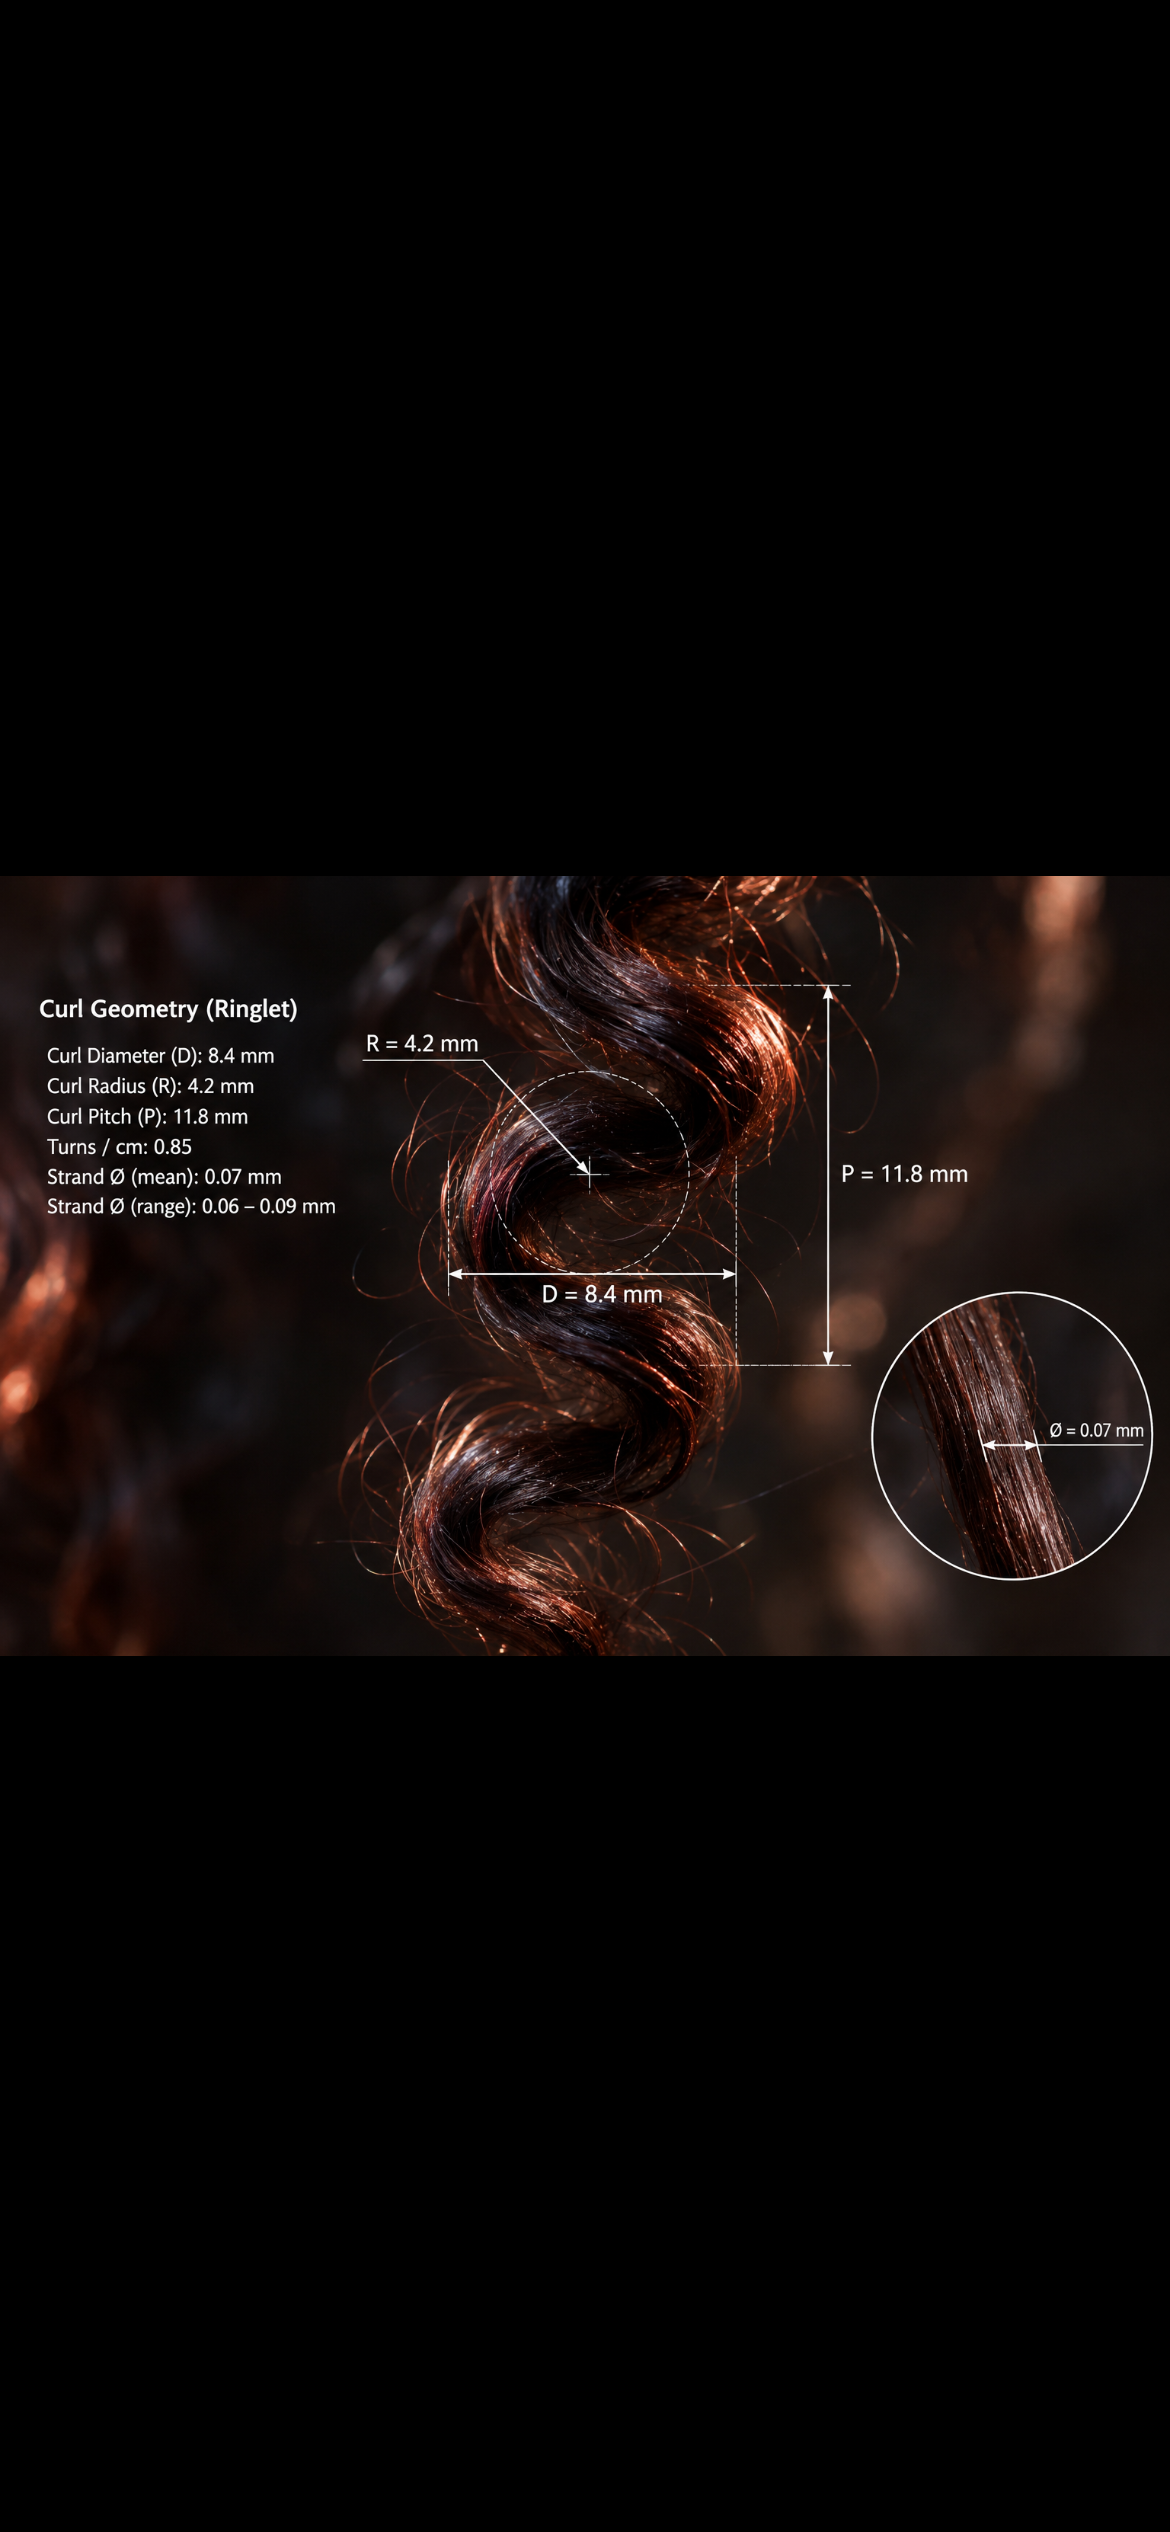 Curl Geometry (Ringlet)
Curl Diameter (D): 8.4 mm
Curl Radius (R): 4.2 mm
Curl Pitch (P): 11.8 mm
Turns / cm: 0.85
Strand Ø (mean): 0.07 mm
Strand Ø (range): 0.06 – 0.09 mm
R = 4.2 mm
P = 11.8 mm
D = 8.4 mm
Ø = 0.07 mm